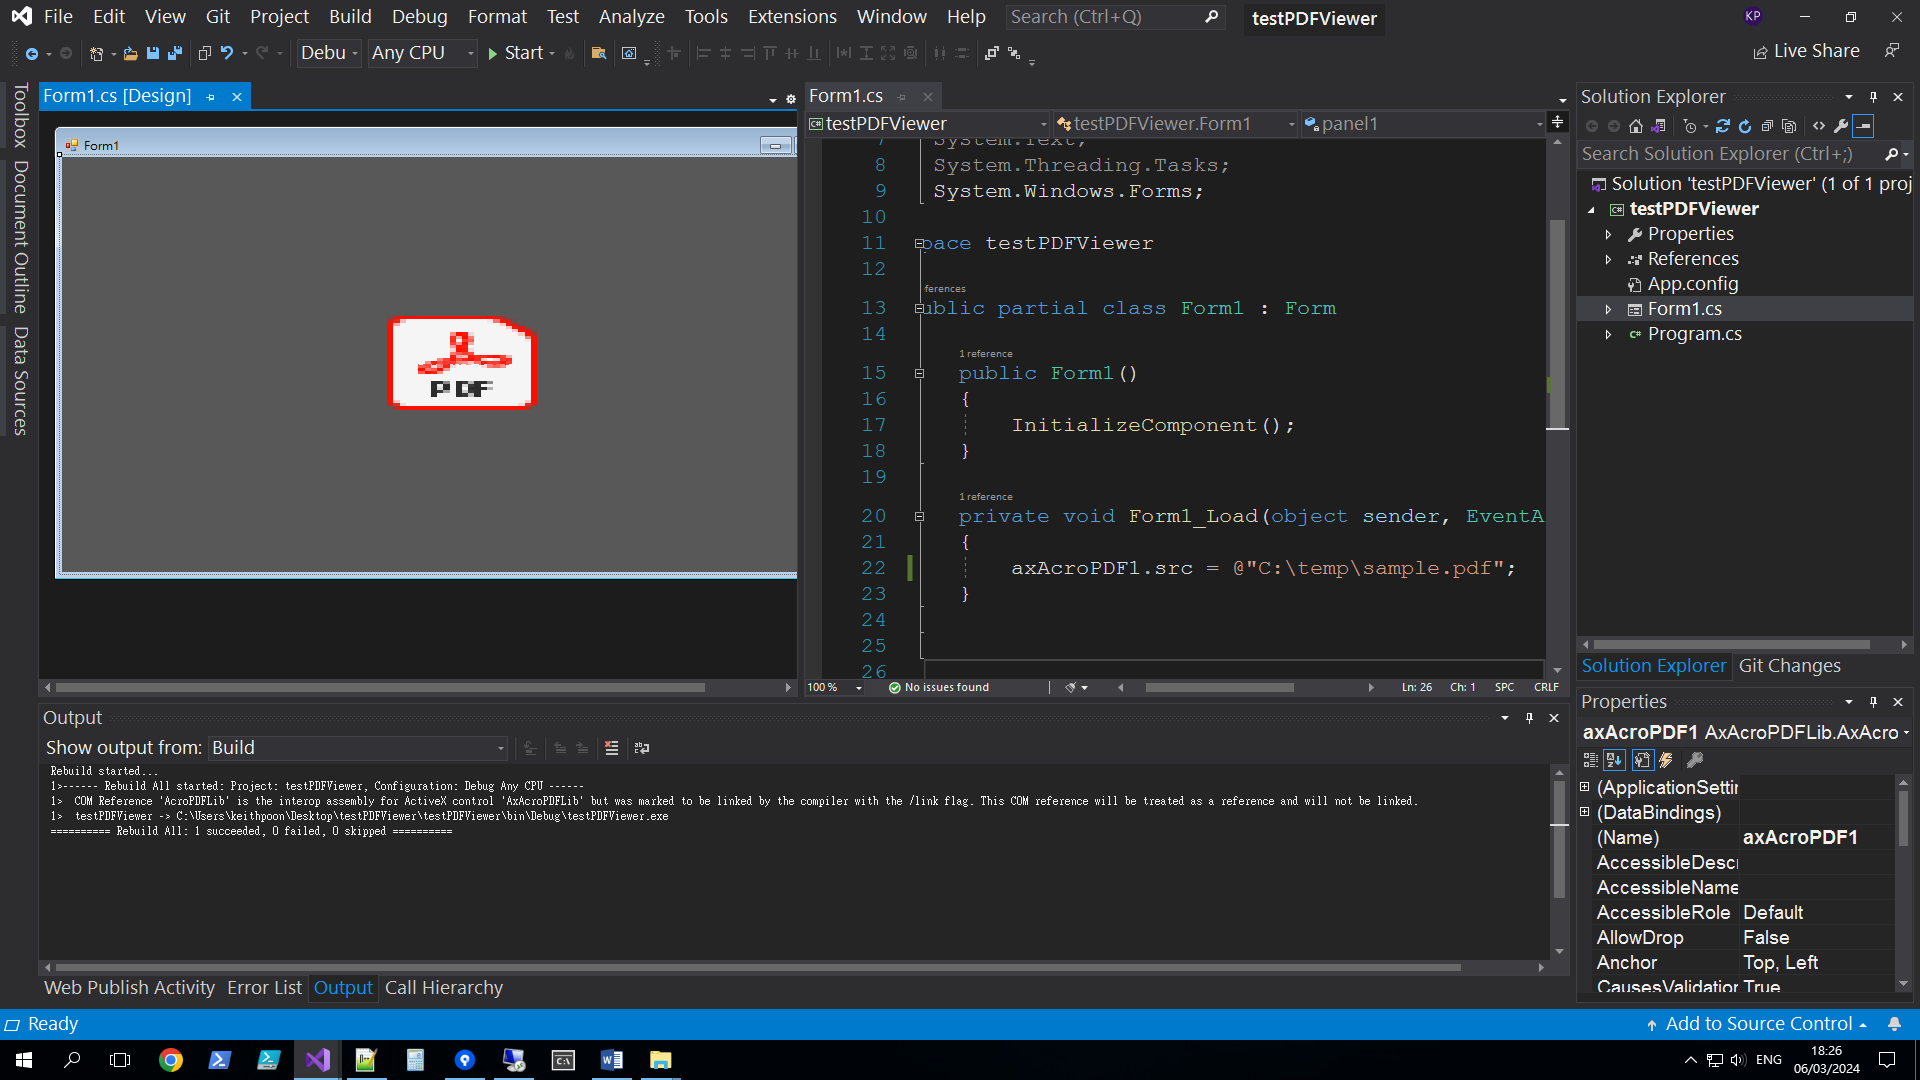 File Edit View Git Project Build Debug Format Test Analyze Tools Extensions Window Help Search (Ctrl+Q) testPDFViewer KP
Debu Any CPU Start Live Share
Toolbox
Document Outline
Data Sources
Form1.cs [Design]
Form1
PDF
Form1.cs
testPDFViewer testPDFViewer.Form1 panel1
7 System.Text;
8 System.Threading.Tasks;
9 System.Windows.Forms;
10
11 pace testPDFViewer
12
ferences
13 ublic partial class Form1 : Form
14
1 reference
15 public Form1()
16 {
17 InitializeComponent();
18 }
19
1 reference
20 private void Form1_Load(object sender, EventA
21 {
22 axAcroPDF1.src = @"C:\temp\sample.pdf";
23 }
24
25
26
100 % No issues found Ln: 26 Ch: 1 SPC CRLF
Output
Show output from: Build
Rebuild started...
1>------ Rebuild All started: Project: testPDFViewer, Configuration: Debug Any CPU ------
1>  COM Reference 'AcroPDFLib' is the interop assembly for ActiveX control 'AxAcroPDFLib' but was marked to be linked by the compiler with the /link flag. This COM reference will be treated as a reference and will not be linked.
1>  testPDFViewer -> C:\Users\keithpoon\Desktop\testPDFViewer\testPDFViewer\bin\Debug\testPDFViewer.exe
========== Rebuild All: 1 succeeded, 0 failed, 0 skipped ==========
Web Publish Activity Error List Output Call Hierarchy
Solution Explorer
Search Solution Explorer (Ctrl+;)
Solution 'testPDFViewer' (1 of 1 proj
testPDFViewer
Properties
References
App.config
Form1.cs
Program.cs
Solution Explorer Git Changes
Properties
axAcroPDF1 AxAcroPDFLib.AxAcro
(ApplicationSettin
(DataBindings)
(Name) axAcroPDF1
AccessibleDescr
AccessibleName
AccessibleRole Default
AllowDrop False
Anchor Top, Left
CausesValidation True
Ready Add to Source Control
ENG 18:26
06/03/2024